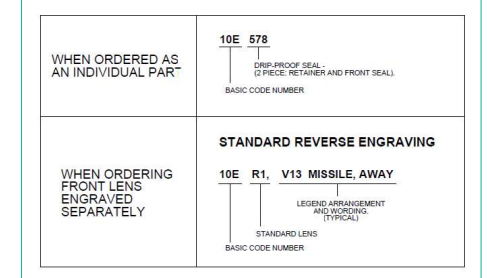 WHEN ORDERED AS
AN INDIVIDUAL PART
10E 578
DRIP-PROOF SEAL -
(2 PIECE: RETAINER AND FRONT SEAL).
BASIC CODE NUMBER
STANDARD REVERSE ENGRAVING
WHEN ORDERING
FRONT LENS
ENGRAVED
SEPARATELY
10E R1, V13 MISSILE, AWAY
LEGEND ARRANGEMENT
AND WORDING.
(TYPICAL)
STANDARD LENS
BASIC CODE NUMBER